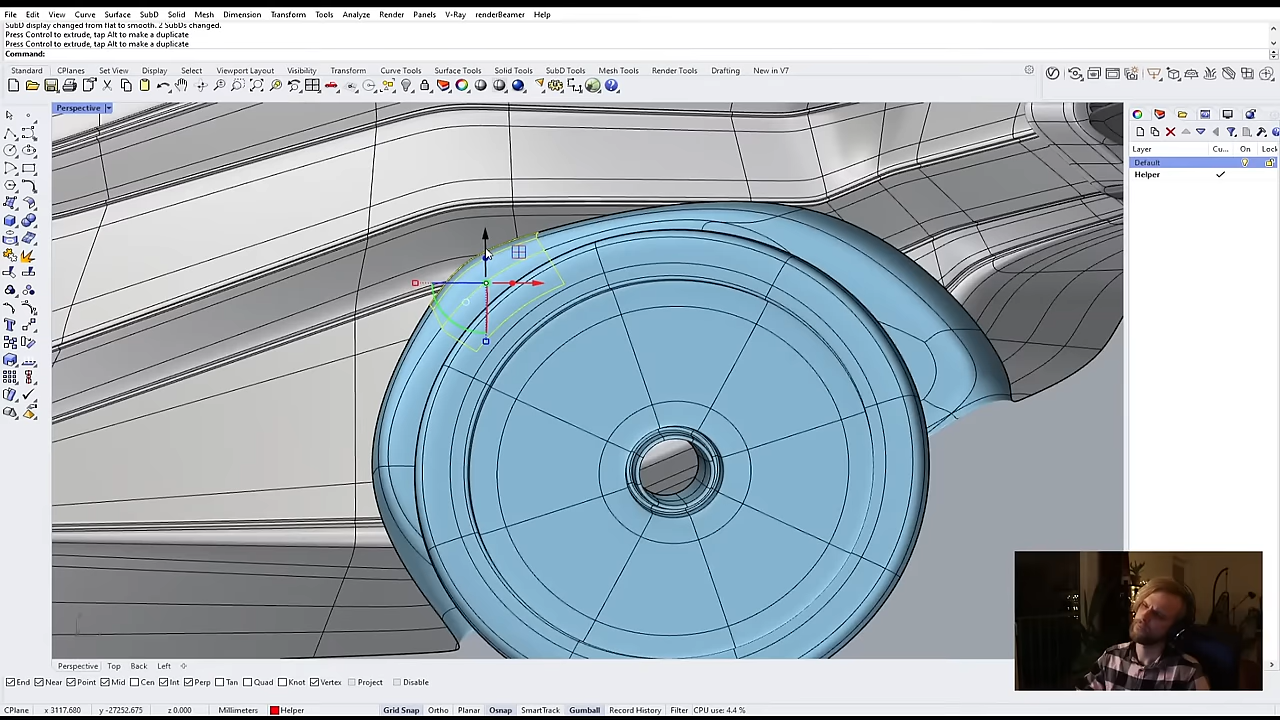 File Edit View Curve Surface SubD Solid Mesh Dimension Transform Tools Analyze Render Panels V-Ray renderBeamer Help
SubD display changed from flat to smooth. 2 SubDs changed.
Press Control to extrude, tap Alt to make a duplicate
Press Control to extrude, tap Alt to make a duplicate
Command:
Standard CPlanes Set View Display Select Viewport Layout Visibility Transform Curve Tools Surface Tools Solid Tools SubD Tools Mesh Tools Render Tools Drafting New in V7
Perspective
Layer Cu... On Lock
Default
Helper
Perspective Top Back Left
End Near Point Mid Cen Int Perp Tan Quad Knot Vertex Project Disable
CPlane x 3117.680 y -27252.675 z 0.000 Millimeters Helper Grid Snap Ortho Planar Osnap SmartTrack Gumball Record History Filter CPU use: 4.4 %